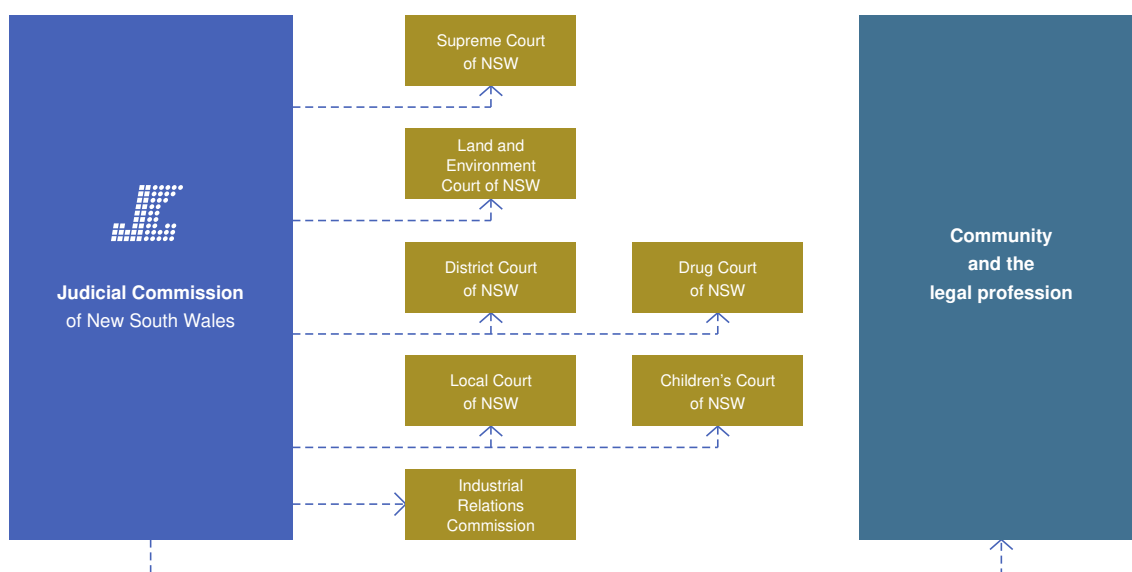 Supreme Court
of NSW
Land and
Environment
Court of NSW
JC
Judicial Commission
of New South Wales
District Court
of NSW
Drug Court
of NSW
Community
and the
legal profession
Local Court
of NSW
Children's Court
of NSW
Industrial
Relations
Commission